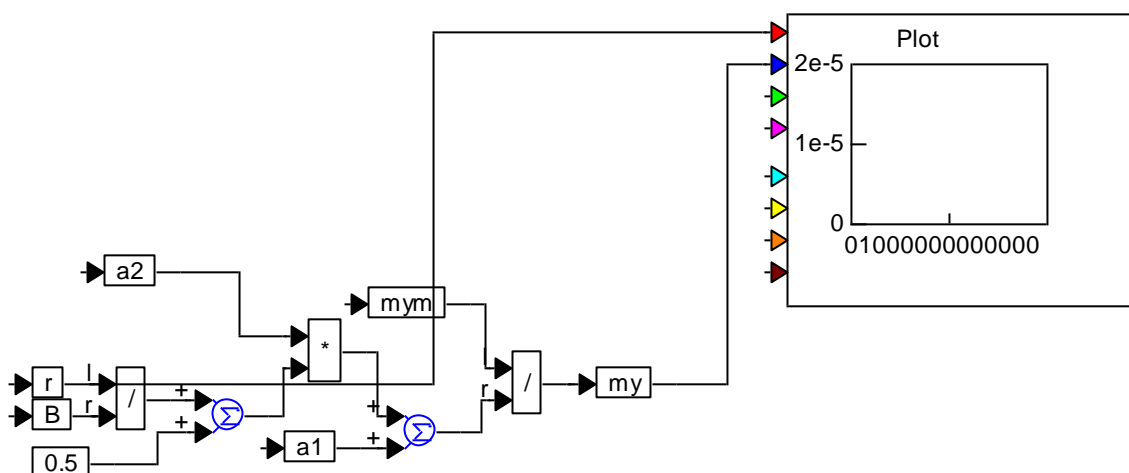 Plot
2e-5
1e-5
0
01000000000000
a2
mym
*
r
l
/
+
B
r
+
0.5
+
+
a1
l
r
/
my
Σ
Σ